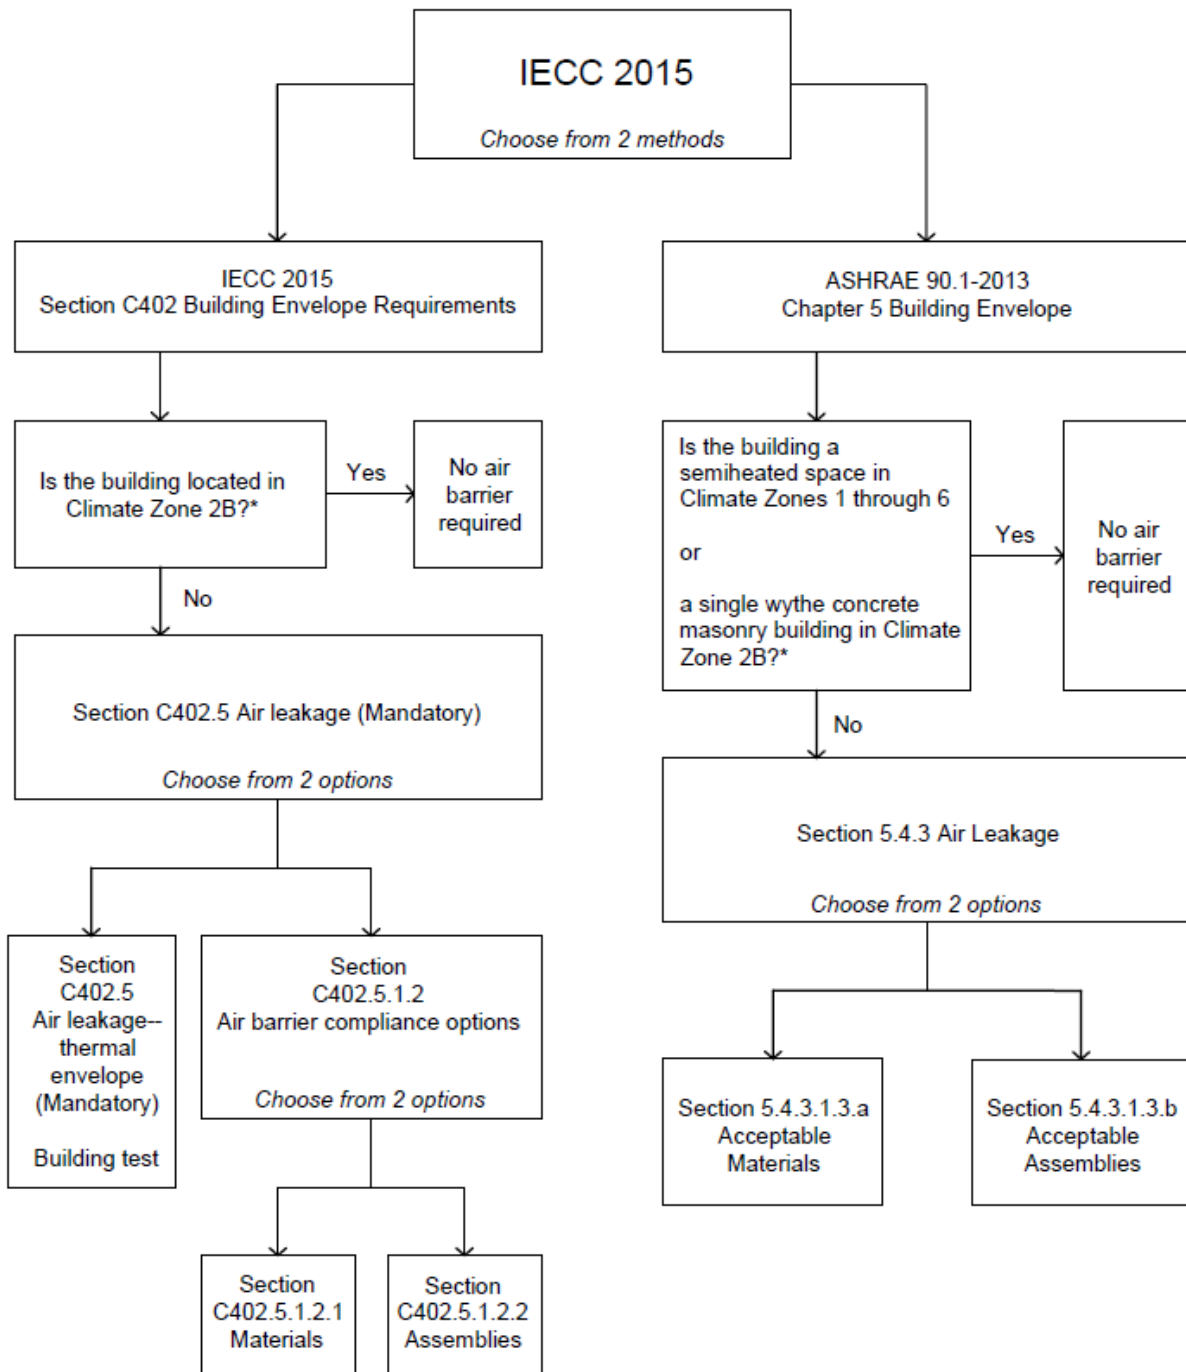 IECC 2015
Choose from 2 methods
IECC 2015
Section C402 Building Envelope Requirements
ASHRAE 90.1-2013
Chapter 5 Building Envelope
Is the building located in
Climate Zone 2B?*
Yes
No air
barrier
required
No
Is the building a
semiheated space in
Climate Zones 1 through 6
or
a single wythe concrete
masonry building in Climate
Zone 2B?*
Yes
No air
barrier
required
No
Section C402.5 Air leakage (Mandatory)
Choose from 2 options
Section 5.4.3 Air Leakage
Choose from 2 options
Section
C402.5
Air leakage--
thermal
envelope
(Mandatory)
Building test
Section
C402.5.1.2
Air barrier compliance options
Choose from 2 options
Section 5.4.3.1.3.a
Acceptable
Materials
Section 5.4.3.1.3.b
Acceptable
Assemblies
Section
C402.5.1.2.1
Materials
Section
C402.5.1.2.2
Assemblies